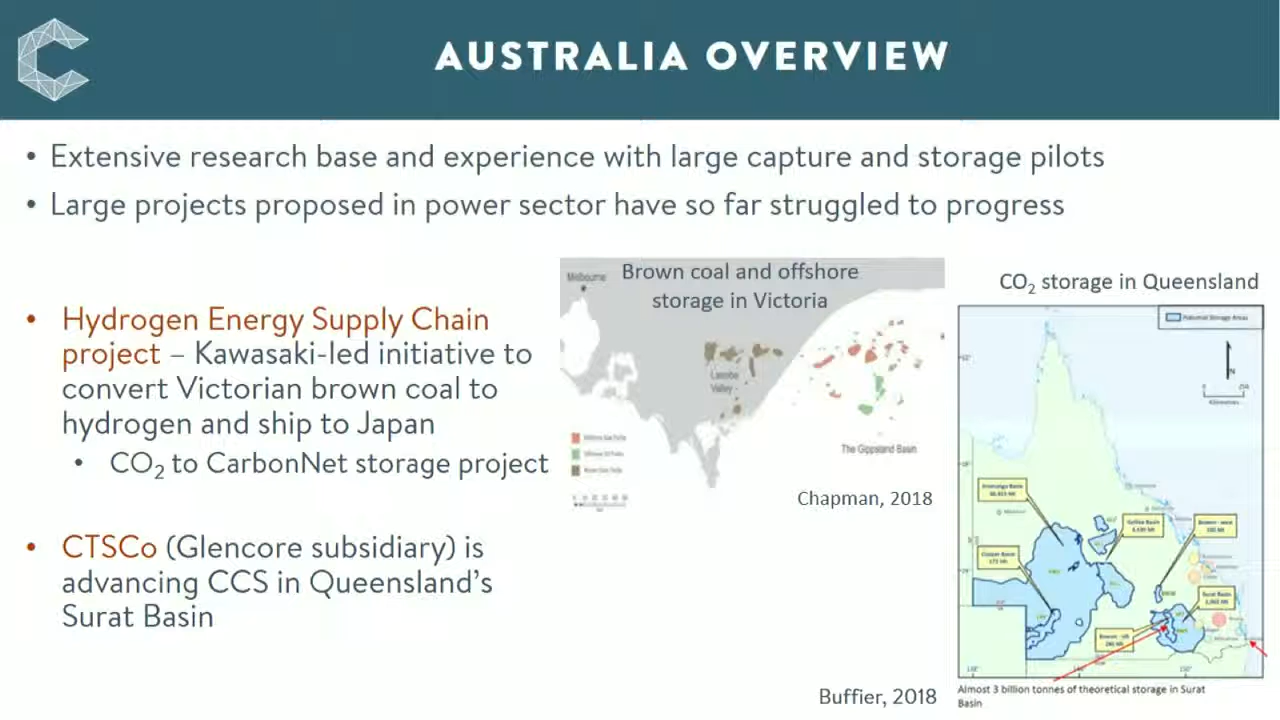 AUSTRALIA OVERVIEW
• Extensive research base and experience with large capture and storage pilots
• Large projects proposed in power sector have so far struggled to progress
• Hydrogen Energy Supply Chain
project – Kawasaki-led initiative to
convert Victorian brown coal to
hydrogen and ship to Japan
• CO₂ to CarbonNet storage project
• CTSCo (Glencore subsidiary) is
advancing CCS in Queensland's
Surat Basin
Brown coal and offshore
storage in Victoria
Melbourne
Latrobe
Valley
The Gippsland Basin
Chapman, 2018
CO₂ storage in Queensland
Potential Storage Areas
N
Galilee Basin
Cooper Basin
Surat Basin
Buffier, 2018
Almost 3 billion tonnes of theoretical storage in Surat
Basin